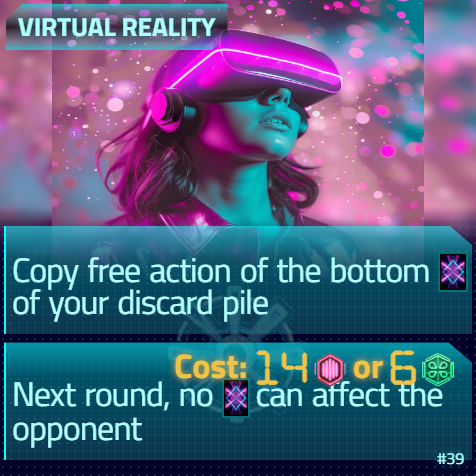 VIRTUAL REALITY
Copy free action of the bottom
of your discard pile
Cost: 14 or 6
Next round, no can affect the
opponent
#39